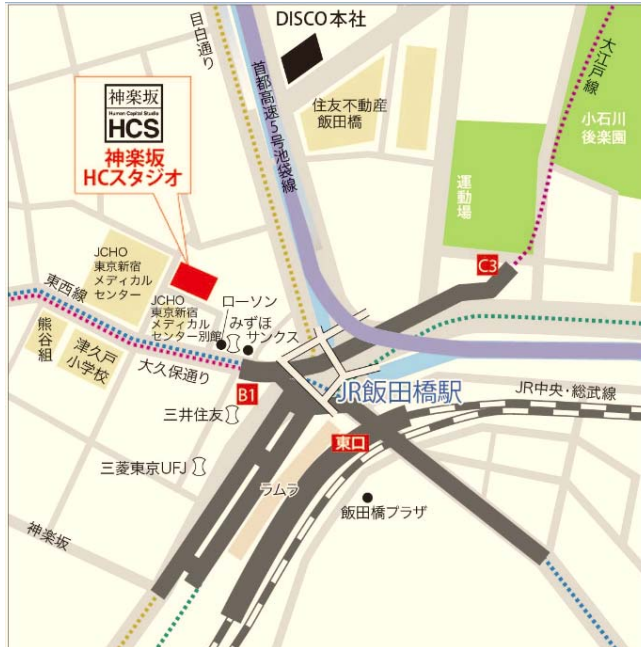 DISCO 本社
目白通り
首都高速5号池袋線
大江戸線
住友不動産
飯田橋
小石川
後楽園
神楽坂
Human Capital Studio
HCS
神楽坂
HCスタジオ
運動場
C3
JCHO
東京新宿
メディカル
センター
東西線
JCHO
東京新宿
メディカル
センター別館
ローソン
みずほ
サンクス
熊谷組
津久戸
小学校
大久保通り
B1
JR飯田橋駅
JR中央・総武線
三井住友
東口
三菱東京UFJ
ラムラ
飯田橋プラザ
神楽坂